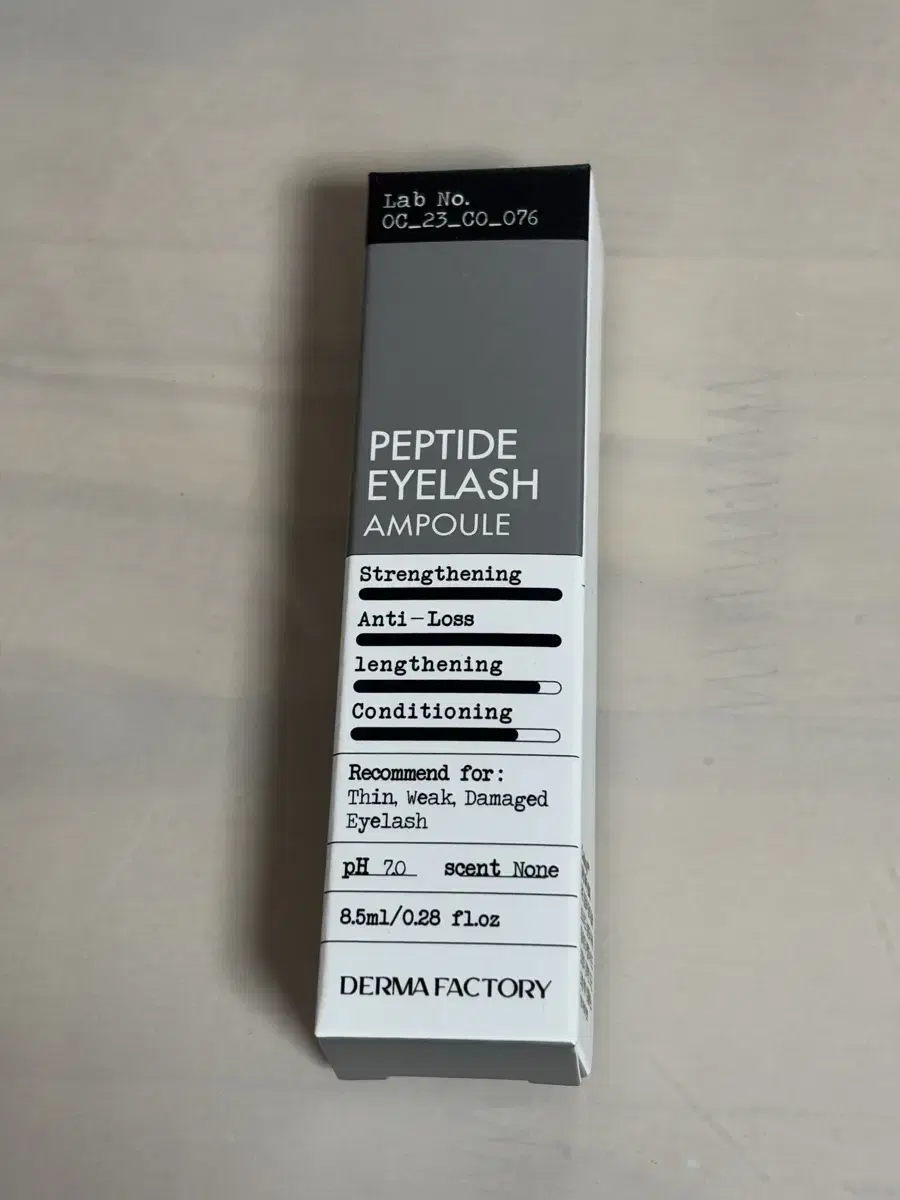 Lab No.
OC_23_CO_076
PEPTIDE
EYELASH
AMPOULE
Strengthening
Anti-Loss
lengthening
Conditioning
Recommend for:
Thin, Weak, Damaged
Eyelash
pH 7.0 scent None
8.5ml/0.28 fl.oz
DERMA FACTORY